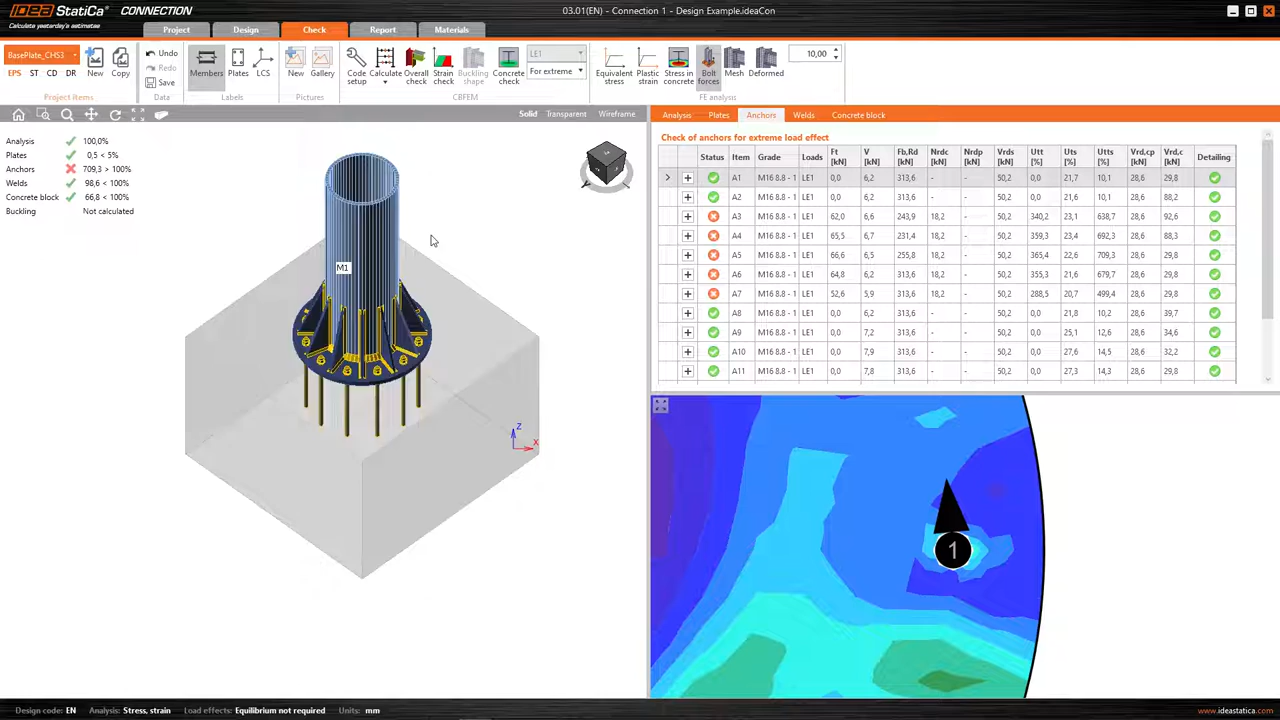 IDEA StatiCa® CONNECTION
Calculate yesterday's estimates
03.01(EN) - Connection 1 - Design Example.ideaCon
Project Design Check Report Materials
BasePlate_CHS3
EPS ST CD DR
New Copy
Project Items
Undo
Redo
Save
Data
Members Plates LCS
Labels
New Gallery
Pictures
Code setup Calculate Overall check Strain check Buckling shape Concrete check
LE1
For extreme
CBFEM
Equivalent stress Plastic strain Stress in concrete Bolt forces Mesh Deformed
10,00
FE analysis
Solid Transparent Wireframe
Analysis 100,0%
Plates 0,5 < 5%
Anchors 709,3 > 100%
Welds 98,6 < 100%
Concrete block 66,8 < 100%
Buckling Not calculated
M1
Z
X
Analysis Plates Anchors Welds Concrete block
Check of anchors for extreme load effect
Status Item Grade Loads Ft [kN] V [kN] Fb,Rd [kN] Nrdc [kN] Nrdp [kN] Vrds [kN] Utt [%] Uts [%] Utts [%] Vrd,cp [kN] Vrd,c [kN] Detailing
> + A1 M16 8.8 - 1 LE1 0,0 6,2 313,6 - - 50,2 0,0 21,7 10,1 28,6 29,8
+ A2 M16 8.8 - 1 LE1 0,0 6,2 313,6 - - 50,2 0,0 21,6 10,1 28,6 88,2
+ A3 M16 8.8 - 1 LE1 62,0 6,6 243,9 18,2 - 50,2 340,2 23,1 638,7 28,6 92,6
+ A4 M16 8.8 - 1 LE1 65,5 6,7 231,4 18,2 - 50,2 359,3 23,4 692,3 28,6 88,3
+ A5 M16 8.8 - 1 LE1 66,6 6,5 255,8 18,2 - 50,2 365,4 22,6 709,3 28,6 29,8
+ A6 M16 8.8 - 1 LE1 64,8 6,2 313,6 18,2 - 50,2 355,3 21,6 679,7 28,6 29,8
+ A7 M16 8.8 - 1 LE1 52,6 5,9 313,6 18,2 - 50,2 288,5 20,7 499,4 28,6 29,8
+ A8 M16 8.8 - 1 LE1 0,0 6,2 313,6 - - 50,2 0,0 21,8 10,2 28,6 39,7
+ A9 M16 8.8 - 1 LE1 0,0 7,2 313,6 - - 50,2 0,0 25,1 12,6 28,6 34,6
+ A10 M16 8.8 - 1 LE1 0,0 7,9 313,6 - - 50,2 0,0 27,6 14,5 28,6 32,2
+ A11 M16 8.8 - 1 LE1 0,0 7,8 313,6 - - 50,2 0,0 27,3 14,3 28,6 29,8
1
Design code: EN Analysis: Stress, strain Load effects: Equilibrium not required Units: mm
www.ideastatica.com